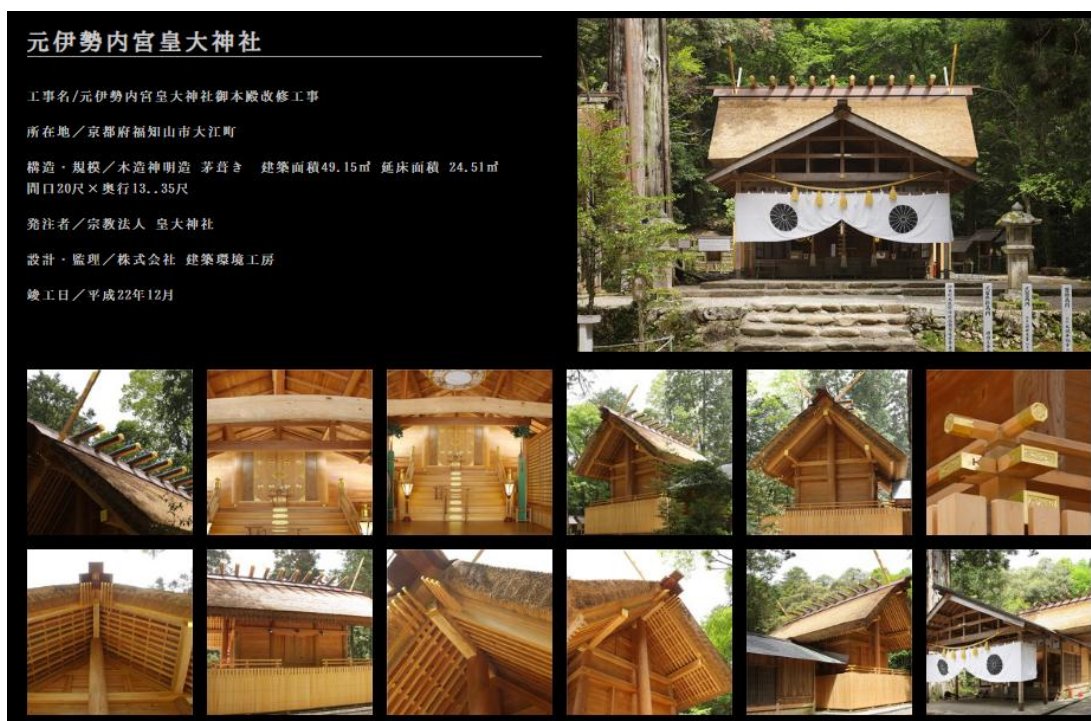 元伊勢内宮皇大神社
工事名/元伊勢内宮皇大神社御本殿改修工事
所在地／京都府福知山市大江町
構造・規模／木造神明造 茅葺き　建築面積49.15㎡ 延床面積 24.51㎡
間口20尺×奥行13..35尺
発注者／宗教法人 皇大神社
設計・監理／株式会社 建築環境工房
竣工日／平成22年12月